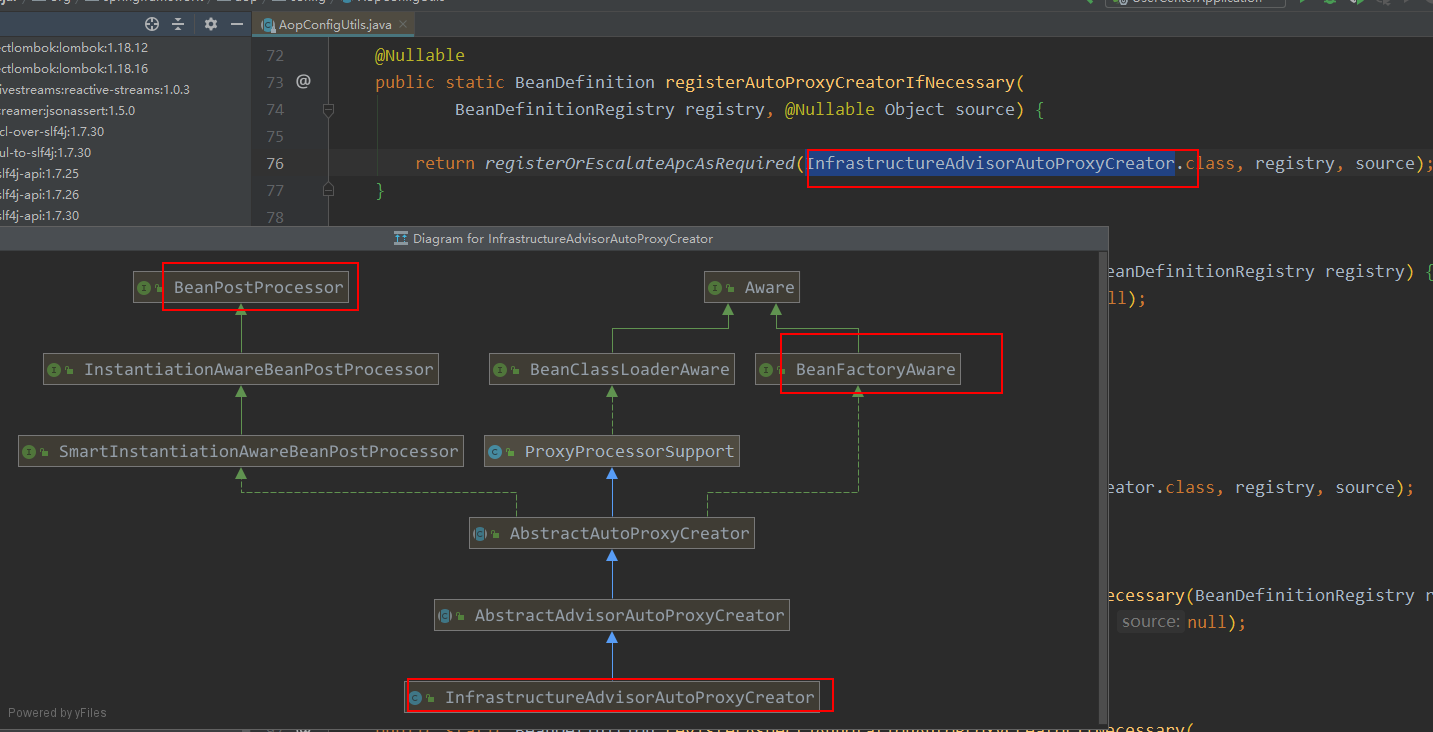 AopConfigUtils.java
ectlombok:lombok:1.18.12
ectlombok:lombok:1.18.16
ivestreams:reactive-streams:1.0.3
creamer:jsonassert:1.5.0
cl-over-slf4j:1.7.30
ul-to-slf4j:1.7.30
slf4j-api:1.7.25
slf4j-api:1.7.26
slf4j-api:1.7.30
72 @Nullable
73 @ public static BeanDefinition registerAutoProxyCreatorIfNecessary(
74 BeanDefinitionRegistry registry, @Nullable Object source) {
75
76 return registerOrEscalateApcAsRequired(InfrastructureAdvisorAutoProxyCreator.class, registry, source);
77 }
78
Diagram for InfrastructureAdvisorAutoProxyCreator
BeanPostProcessor
Aware
InstantiationAwareBeanPostProcessor
BeanClassLoaderAware
BeanFactoryAware
SmartInstantiationAwareBeanPostProcessor
ProxyProcessorSupport
AbstractAutoProxyCreator
AbstractAdvisorAutoProxyCreator
InfrastructureAdvisorAutoProxyCreator
Powered by yFiles
eanDefinitionRegistry registry) {
ll);
eator.class, registry, source);
ecessary(BeanDefinitionRegistry r
source: null);